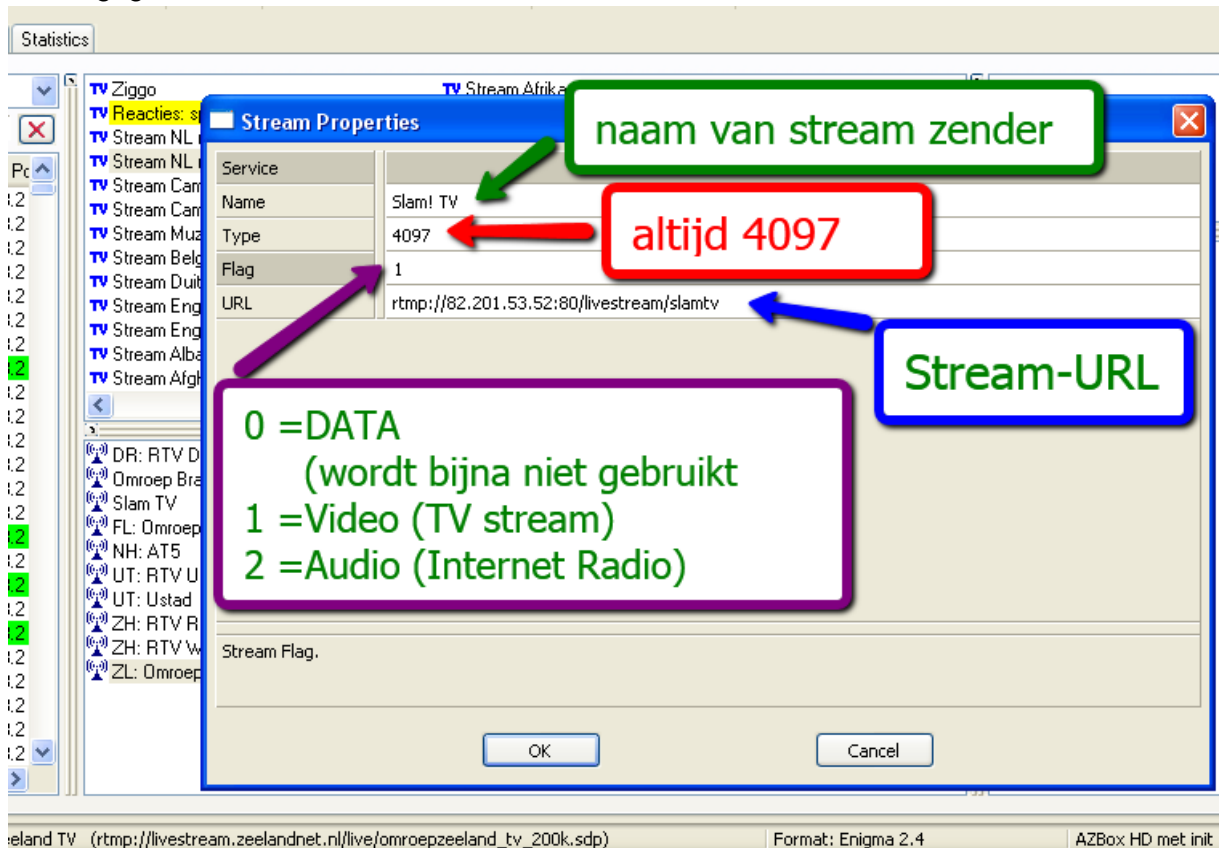 Statistics
TV Ziggo
TV Stream Afrika
TV Reacties:
TV Stream NL
TV Stream NL
TV Stream Cam
TV Stream Cam
TV Stream Muz
TV Stream Belg
TV Stream Duit
TV Stream Eng
TV Stream Eng
TV Stream Alba
TV Stream Afgh
DR: RTV D
Omroep Bra
Slam TV
FL: Omroep
NH: AT5
UT: RTV U
UT: Ustad
ZH: RTV R
ZH: RTV W
ZL: Omroep
Stream Properties
naam van stream zender
Service
Name Slam! TV
Type 4097
altijd 4097
Flag 1
URL rtmp://82.201.53.52:80/livestream/slamtv
Stream-URL
0 =DATA
(wordt bijna niet gebruikt
1 =Video (TV stream)
2 =Audio (Internet Radio)
Stream Flag.
OK Cancel
eeland TV (rtmp://livestream.zeelandnet.nl/live/omroepzeeland_tv_200k.sdp) Format: Enigma 2.4 AZBox HD met init